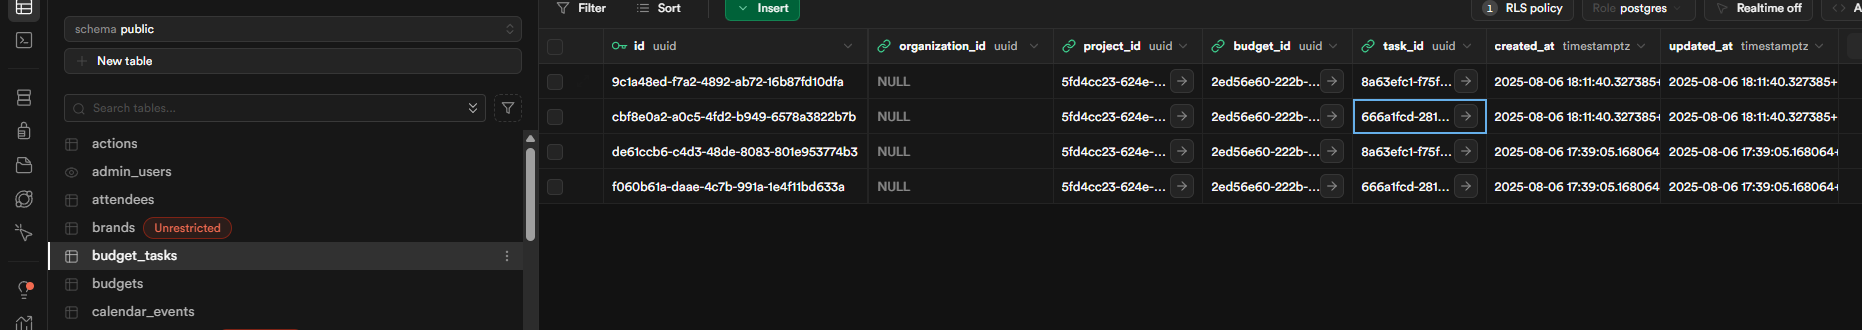 schema public
New table
Search tables...
actions
admin_users
attendees
brands Unrestricted
budget_tasks
budgets
calendar_events
Filter Sort Insert 1 RLS policy Role postgres Realtime off A
id uuid organization_id uuid project_id uuid budget_id uuid task_id uuid created_at timestamptz updated_at timestamptz
9c1a48ed-f7a2-4892-ab72-16b87fd10dfa NULL 5fd4cc23-624e-... 2ed56e60-222b-... 8a63efc1-f75f... 2025-08-06 18:11:40.327385+ 2025-08-06 18:11:40.327385+
cbf8e0a2-a0c5-4fd2-b949-6578a3822b7b NULL 5fd4cc23-624e-... 2ed56e60-222b-... 666a1fcd-281... 2025-08-06 18:11:40.327385+ 2025-08-06 18:11:40.327385+
de61ccb6-c4d3-48de-8083-801e953774b3 NULL 5fd4cc23-624e-... 2ed56e60-222b-... 8a63efc1-f75f... 2025-08-06 17:39:05.168064 2025-08-06 17:39:05.168064+
f060b61a-daae-4c7b-991a-1e4f11bd633a NULL 5fd4cc23-624e-... 2ed56e60-222b-... 666a1fcd-281... 2025-08-06 17:39:05.168064 2025-08-06 17:39:05.168064+